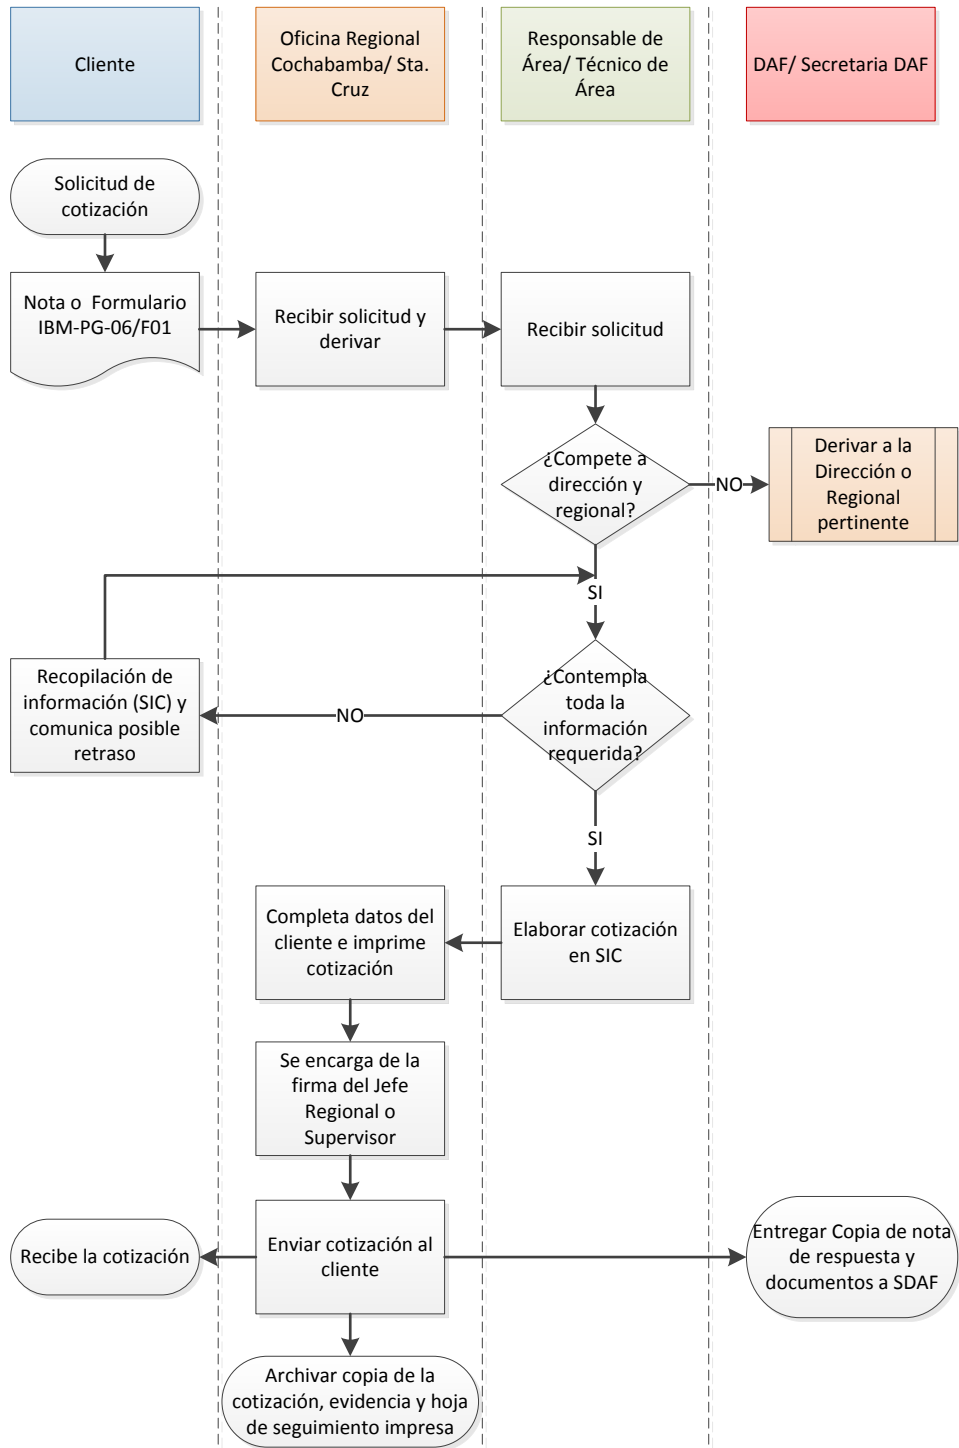 Cliente
Oficina Regional
Cochabamba/ Sta.
Cruz
Responsable de
Área/ Técnico de
Área
DAF/ Secretaria DAF
Solicitud de
cotización
Nota o Formulario
IBM-PG-06/F01
Recibir solicitud y
derivar
Recibir solicitud
¿Compete a
dirección y
regional?
NO
Derivar a la
Dirección o
Regional
pertinente
SI
Recopilación de
información (SIC) y
comunica posible
retraso
NO
¿Contempla
toda la
información
requerida?
SI
Completa datos del
cliente e imprime
cotización
Elaborar cotización
en SIC
Se encarga de la
firma del Jefe
Regional o
Supervisor
Recibe la cotización
Enviar cotización al
cliente
Entregar Copia de nota
de respuesta y
documentos a SDAF
Archivar copia de la
cotización, evidencia y hoja
de seguimiento impresa